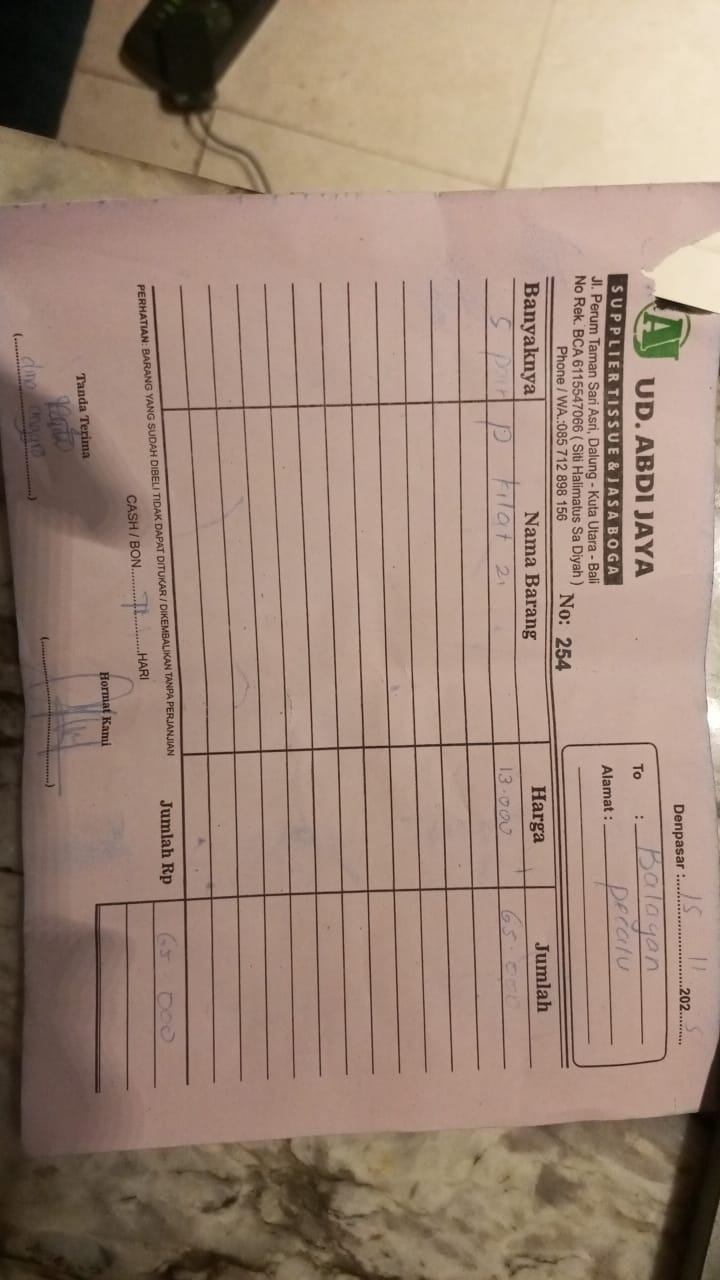 UD. ABDI JAYA
SUPPLIER TISSUE & JASA BOGA
Jl. Perum Taman Sari Asri, Dalung - Kuta Utara - Bali
No Rek. BCA 6115547066 ( Siti Halimatus Sa Diyah )
Phone / WA.:085 712 898 156
No: 254
Denpasar : 15 11 2025
To : Balagan
Alamat : pecatu
Banyaknya Nama Barang Harga Jumlah
5 p kilat 21 13.000 65.000
Jumlah Rp 65.000
PERHATIAN: BARANG YANG SUDAH DIBELI TIDAK DAPAT DITUKAR / DIKEMBALIKAN TANPA PERJANJIAN
CASH / BON...............HARI
Tanda Terima Hormat Kami
(........................) (........................)